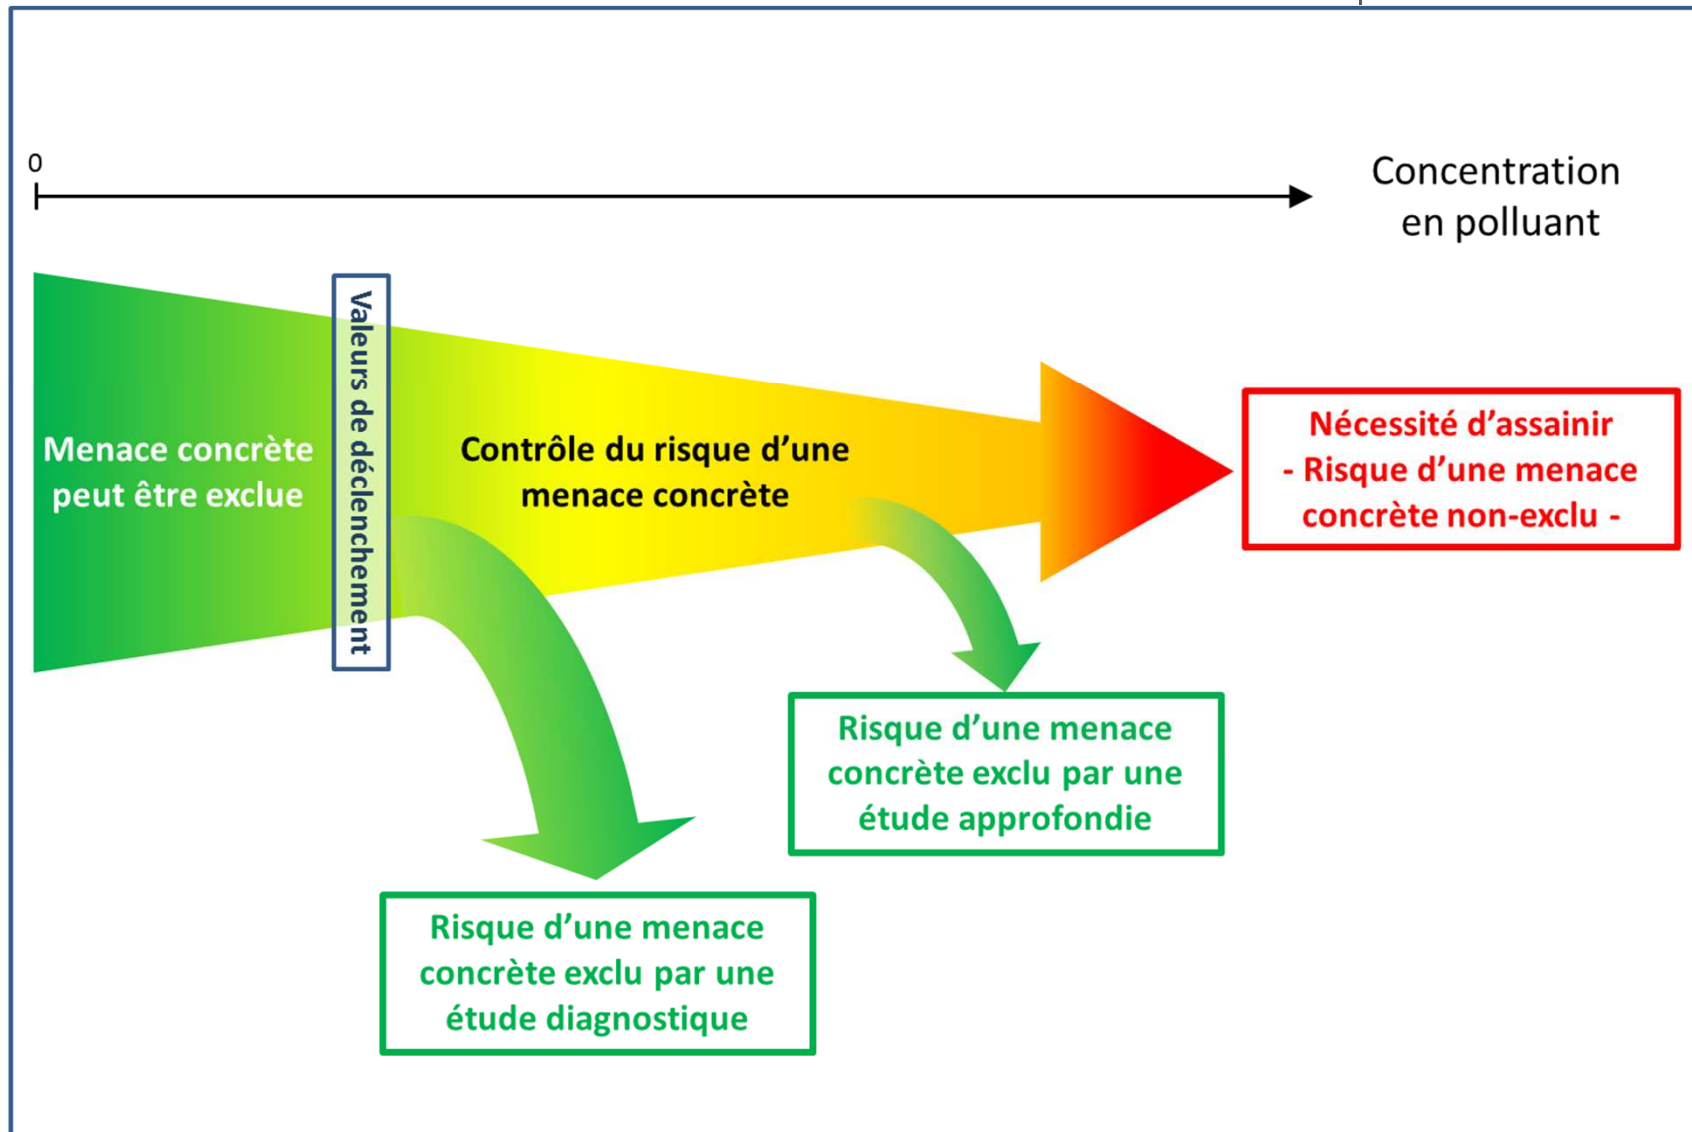 0
Concentration
en polluant
Valeurs de déclenchement
Menace concrète
peut être exclue
Contrôle du risque d’une
menace concrète
Nécessité d’assainir
- Risque d’une menace
concrète non-exclu -
Risque d’une menace
concrète exclu par une
étude approfondie
Risque d’une menace
concrète exclu par une
étude diagnostique